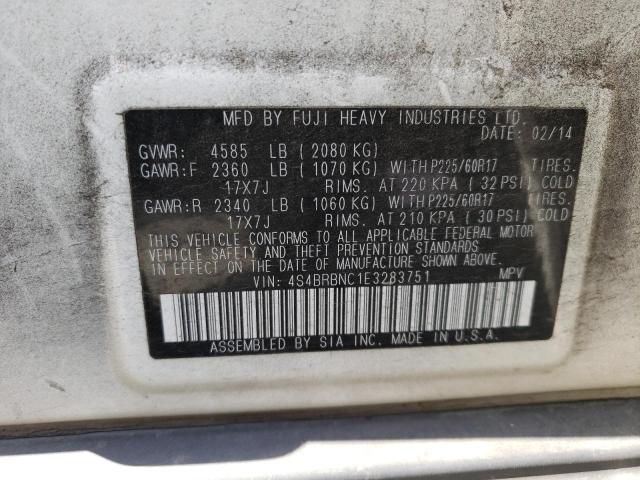 MFD BY FUJI HEAVY INDUSTRIES LTD.
DATE: 02/14
GVWR: 4585 LB (2080 KG)
GAWR:F 2360 LB (1070 KG) WITH P225/60R17 TIRES.
17X7J RIMS. AT 220 KPA (32 PSI) COLD
GAWR:R 2340 LB (1060 KG) WITH P225/60R17 TIRES.
17X7J RIMS. AT 210 KPA (30 PSI) COLD
THIS VEHICLE CONFORMS TO ALL APPLICABLE FEDERAL MOTOR
VEHICLE SAFETY AND THEFT PREVENTION STANDARDS
IN EFFECT ON THE DATE OF MANUFACTURE SHOWN ABOVE.
VIN: 4S4BRBNC1E3283751 MPV
ASSEMBLED BY SIA INC. MADE IN U.S.A.